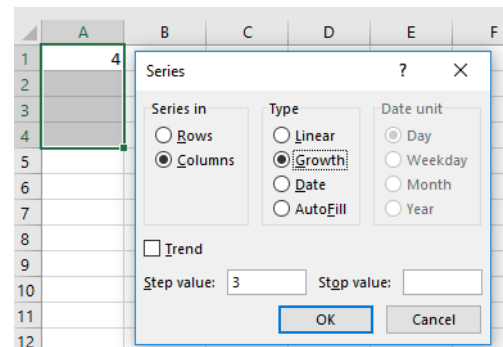 A B C D E F
1 4
2
3
4
5
6
7
8
9
10
11
12
Series ? ×
Series in
Rows
Columns
Type
Linear
Growth
Date
AutoFill
Date unit
Day
Weekday
Month
Year
Trend
Step value: 3 Stop value:
OK Cancel